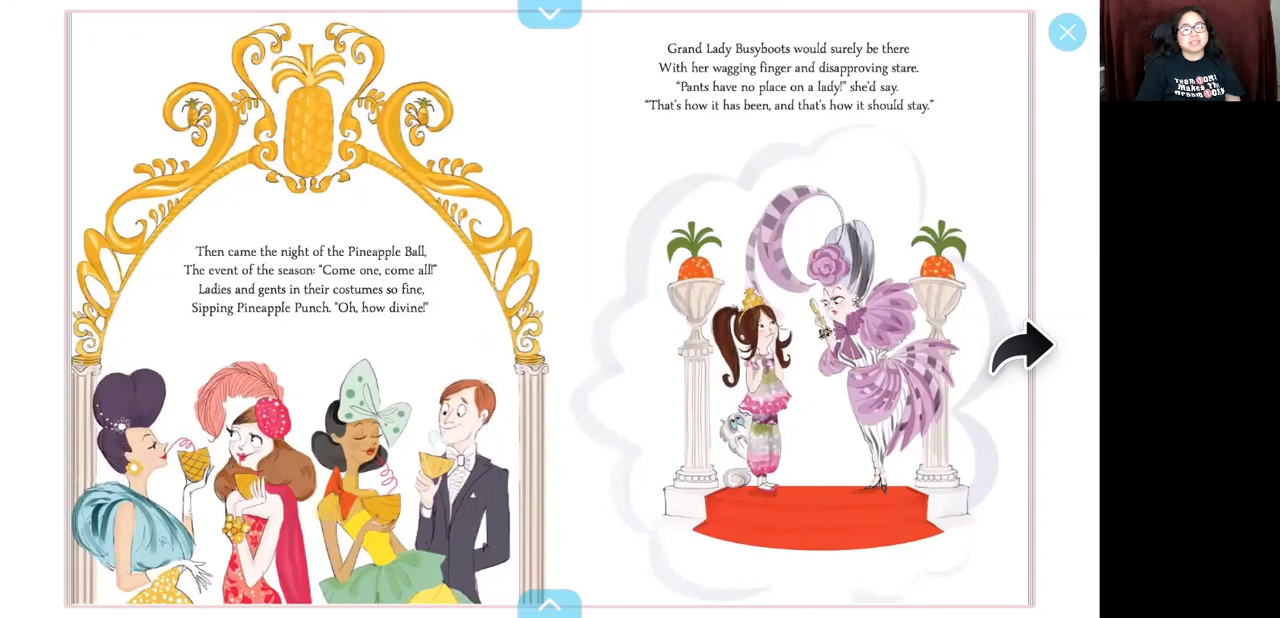 Then came the night of the Pineapple Ball,
The event of the season: "Come one, come all!"
Ladies and gents in their costumes so fine,
Sipping Pineapple Punch. "Oh, how divine!"
Grand Lady Busyboots would surely be there
With her wagging finger and disapproving stare.
"Pants have no place on a lady!" she'd say.
"That's how it has been, and that's how it should stay."
Makes The